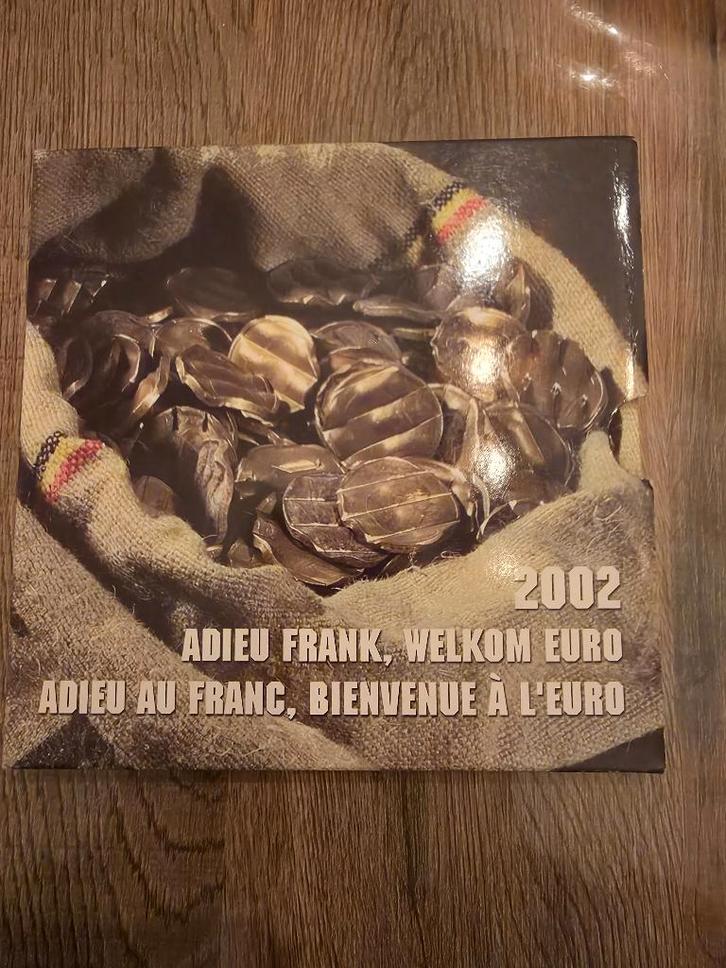 2002
ADIEU FRANK, WELKOM EURO
ADIEU AU FRANC, BIENVENUE À L'EURO